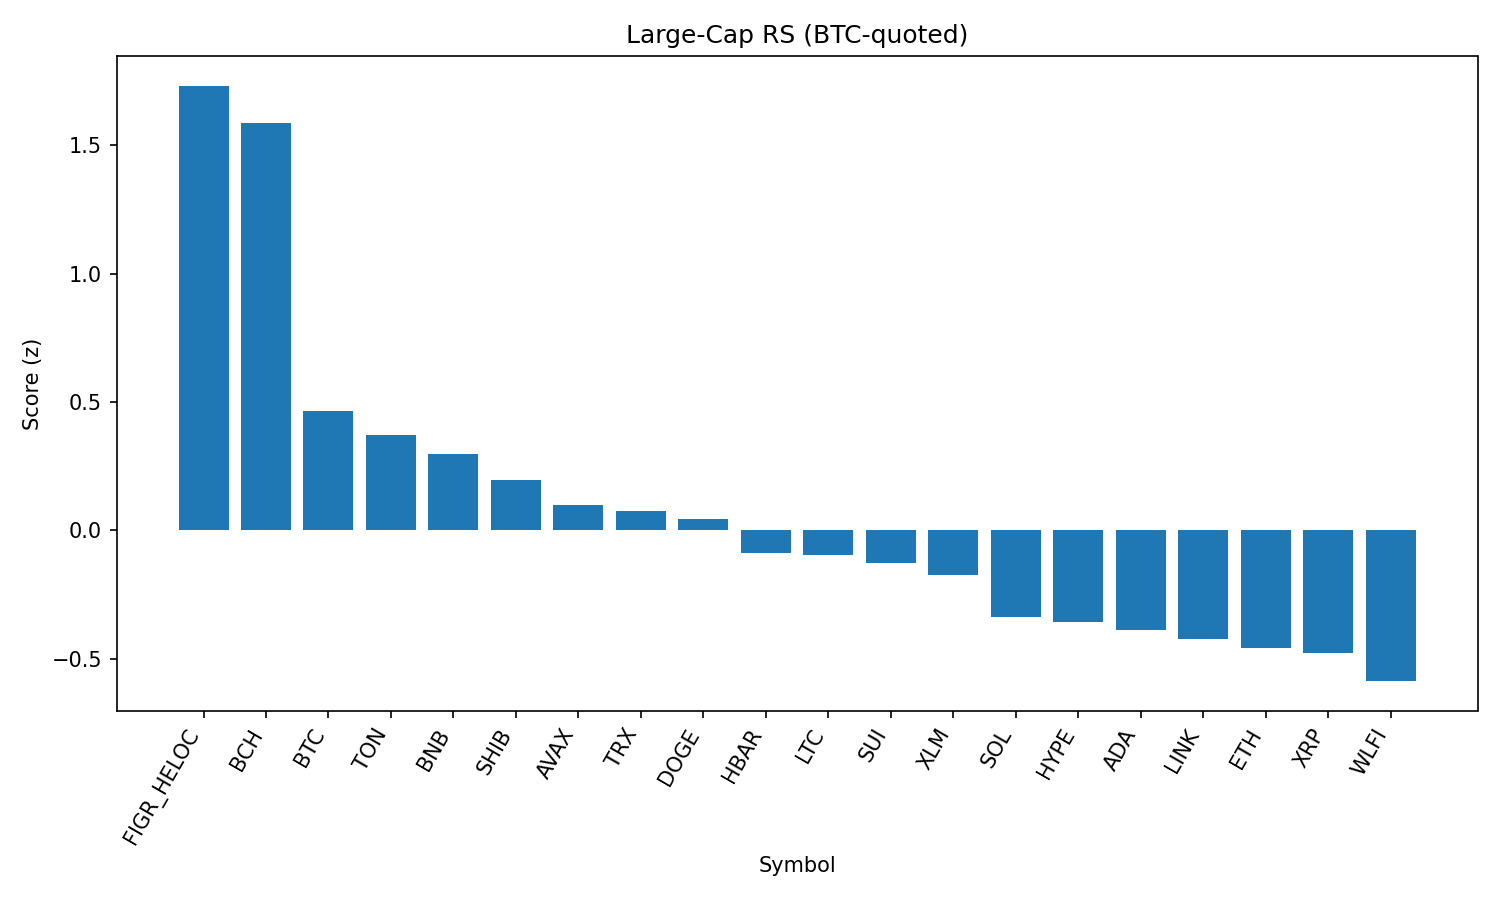 Large-Cap RS (BTC-quoted)
Score (z)
1.5
1.0
0.5
0.0
−0.5
FIGR_HELOC
BCH
BTC
TON
BNB
SHIB
AVAX
TRX
DOGE
HBAR
LTC
SUI
XLM
SOL
HYPE
ADA
LINK
ETH
XRP
WLFI
Symbol